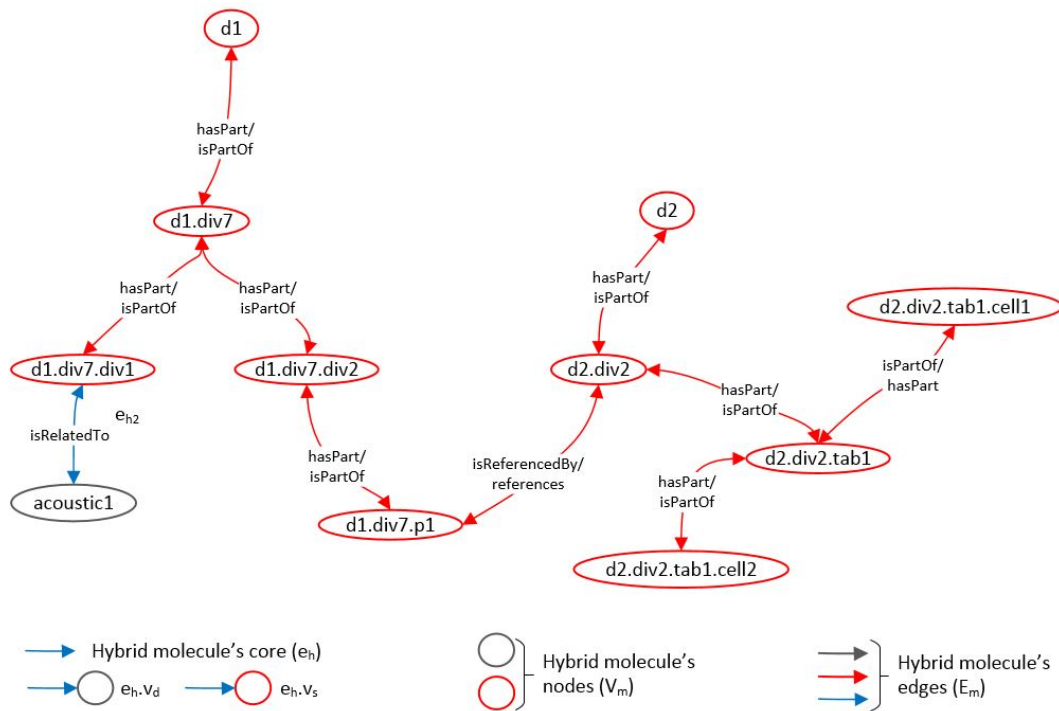 d1
hasPart/
isPartOf
d1.div7
d2
hasPart/
isPartOf
hasPart/
isPartOf
hasPart/
isPartOf
d2.div2.tab1.cell1
d1.div7.div1
d1.div7.div2
d2.div2
isPartOf/
hasPart
hasPart/
isPartOf
eh2
isRelatedTo
d2.div2.tab1
hasPart/
isPartOf
isReferencedBy/
references
hasPart/
isPartOf
acoustic1
d1.div7.p1
d2.div2.tab1.cell2
Hybrid molecule's core (eh)
eh.vd
eh.vs
Hybrid molecule's
nodes (Vm)
Hybrid molecule's
edges (Em)